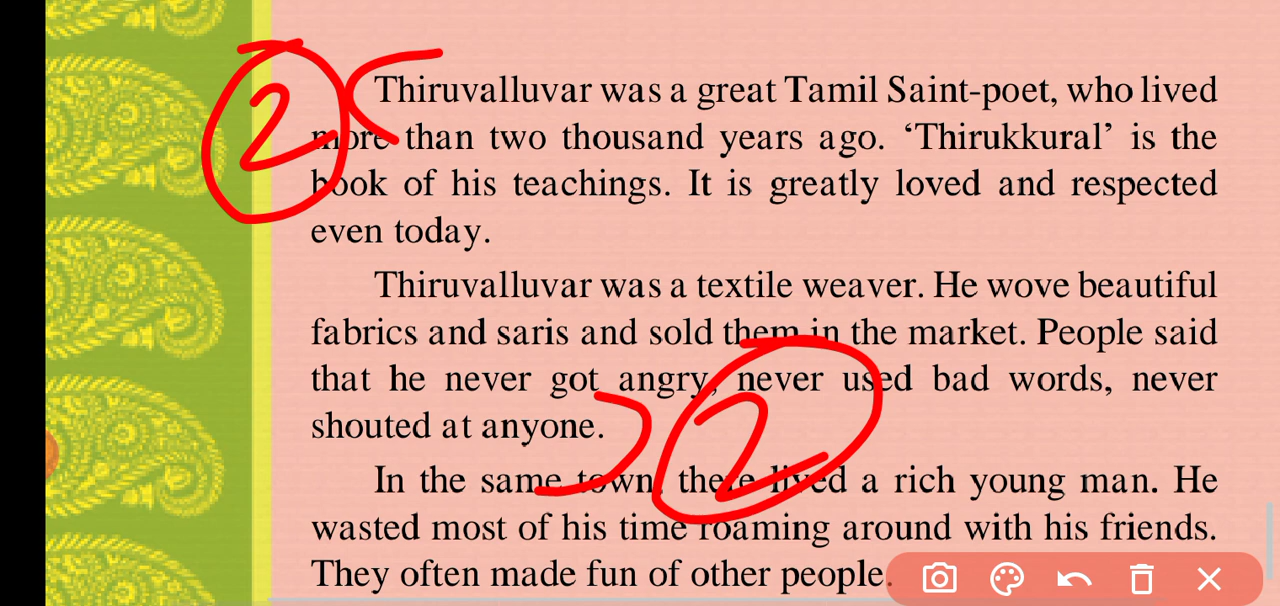 Thiruvalluvar was a great Tamil Saint-poet, who lived
more than two thousand years ago. ‘Thirukkural’ is the
book of his teachings. It is greatly loved and respected
even today.
Thiruvalluvar was a textile weaver. He wove beautiful
fabrics and saris and sold them in the market. People said
that he never got angry, never used bad words, never
shouted at anyone.
In the same town, there lived a rich young man. He
wasted most of his time roaming around with his friends.
They often made fun of other people.
2
2